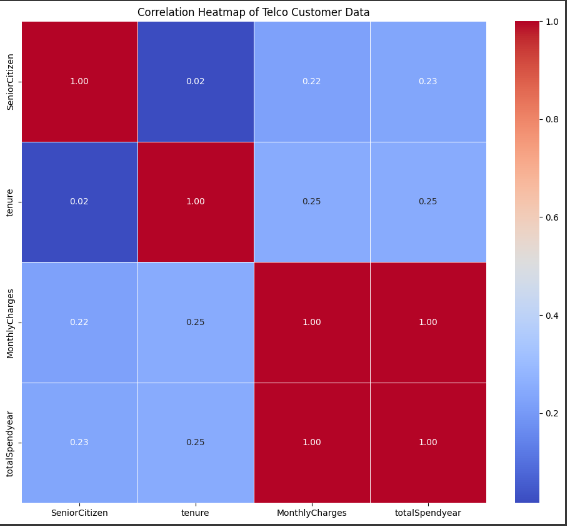 Correlation Heatmap of Telco Customer Data
SeniorCitizen
1.00 0.02 0.22 0.23
tenure
0.02 1.00 0.25 0.25
MonthlyCharges
0.22 0.25 1.00 1.00
totalSpendyear
0.23 0.25 1.00 1.00
SeniorCitizen tenure MonthlyCharges totalSpendyear
1.0
0.8
0.6
0.4
0.2